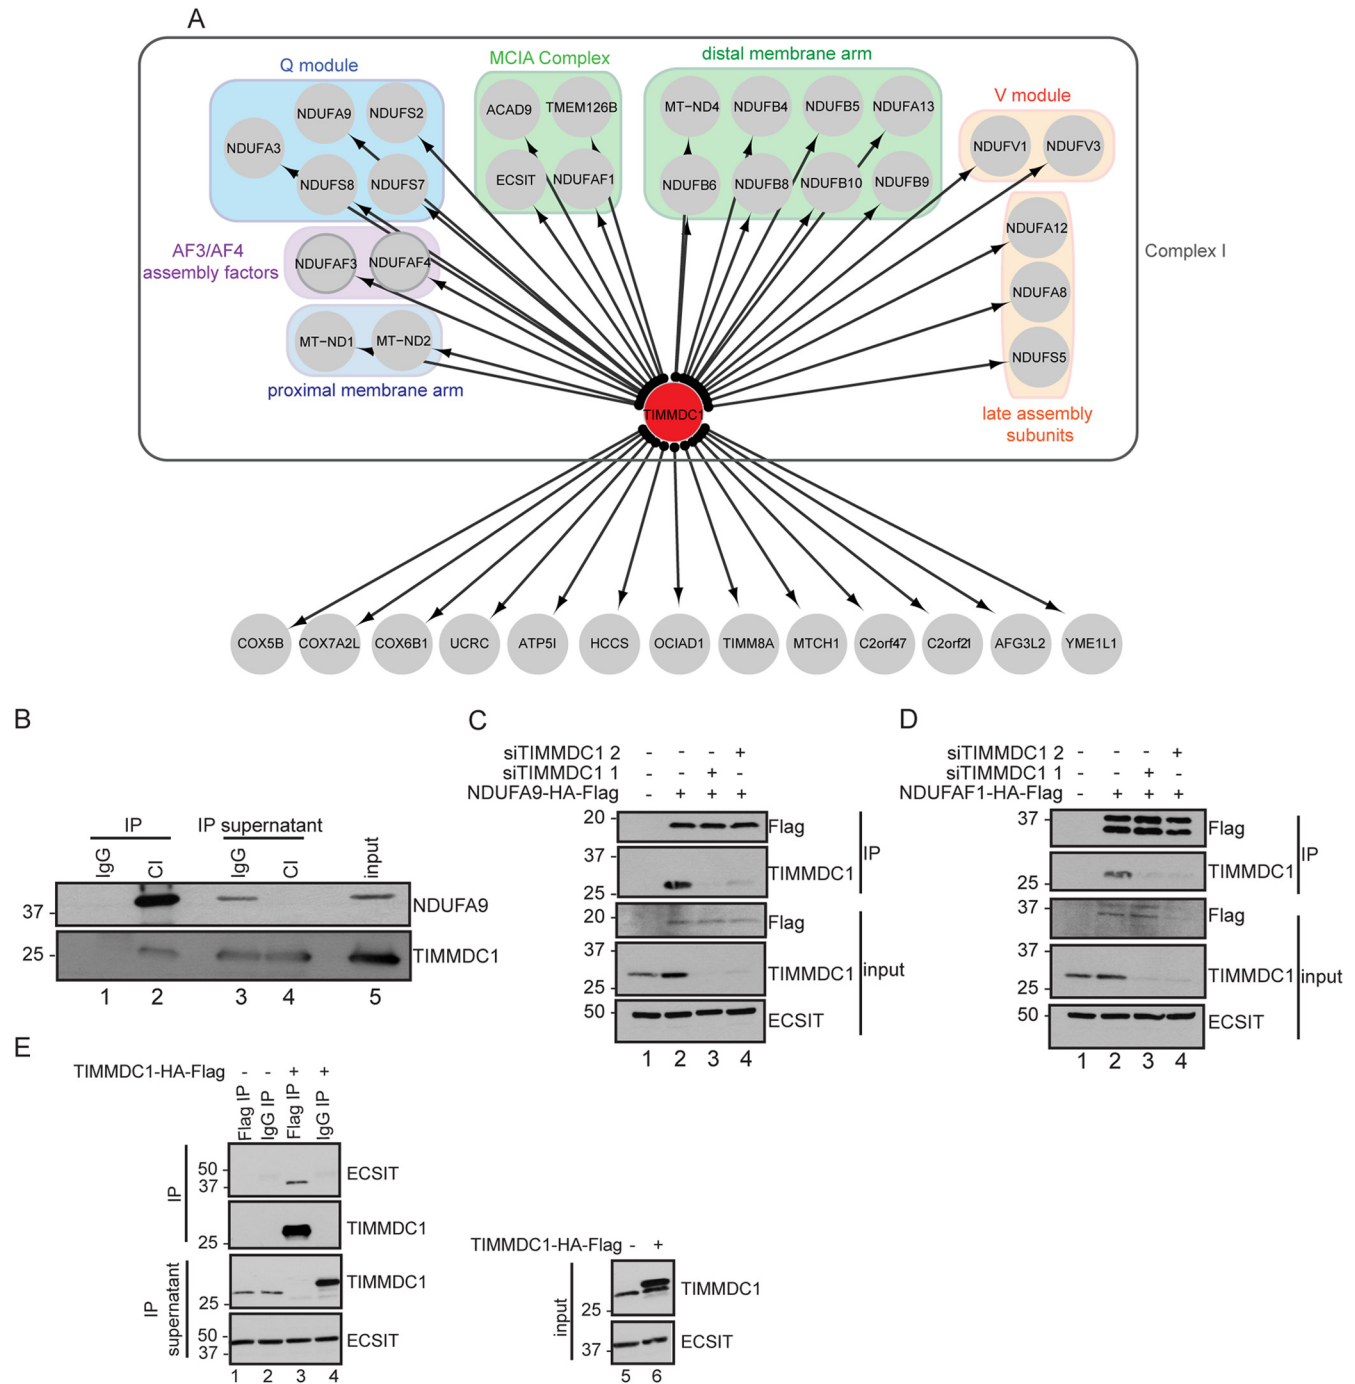 A
Q module
MCIA Complex
distal membrane arm
V module
NDUFA9 NDUFS2
NDUFA3
NDUFS8 NDUFS7
ACAD9 TMEM126B
ECSIT NDUFAF1
MT-ND4 NDUFB4 NDUFB5 NDUFA13
NDUFB6 NDUFB8 NDUFB10 NDUFB9
NDUFV1 NDUFV3
NDUFA12
NDUFA8
NDUFS5
late assembly
subunits
Complex I
AF3/AF4
assembly factors
NDUFAF3 NDUFAF4
MT-ND1 MT-ND2
proximal membrane arm
TIMMDC1
COX5B COX7A2L COX6B1 UCRC ATP5I HCCS OCIAD1 TIMM8A MTCH1 C2orf47 C2orf21 AFG3L2 YME1L1
B
IP IP supernatant
IgG CI IgG CI input
37 - NDUFA9
25 - TIMMDC1
1 2 3 4 5
C
siTIMMDC1 2 - - - +
siTIMMDC1 1 - - + -
NDUFA9-HA-Flag - + + +
20 - Flag
37 -
25 - TIMMDC1
IP
20 - Flag
37 -
25 - TIMMDC1
50 - ECSIT
input
1 2 3 4
D
siTIMMDC1 2 - - - +
siTIMMDC1 1 - - + -
NDUFAF1-HA-Flag - + + +
37 - Flag
25 - TIMMDC1
IP
37 - Flag
37 -
25 - TIMMDC1
50 - ECSIT
input
1 2 3 4
E
TIMMDC1-HA-Flag - - + +
Flag IP IgG IP Flag IP IgG IP
IP
50 -
37 - ECSIT
25 - TIMMDC1
IP
supernatant
25 - TIMMDC1
50 -
37 - ECSIT
1 2 3 4
TIMMDC1-HA-Flag - +
input
25 - TIMMDC1
37 - ECSIT
5 6